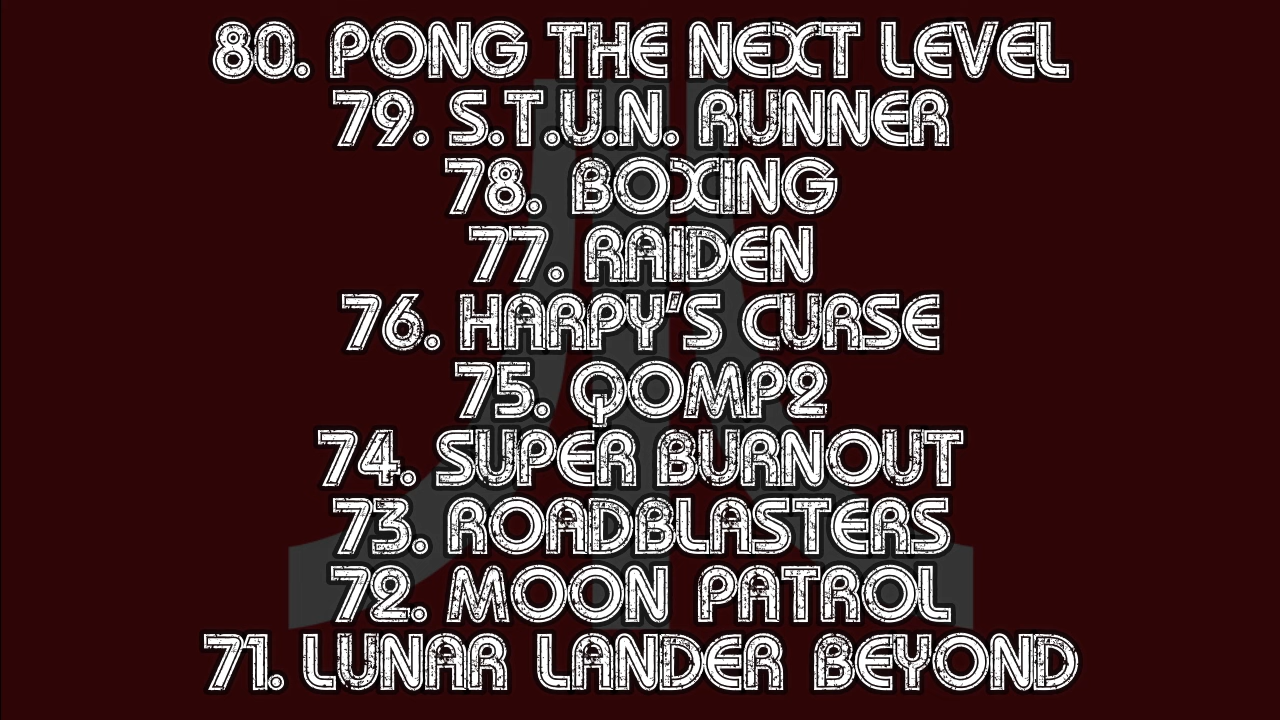 80. PONG THE NEXT LEVEL
79. S.T.U.N. RUNNER
78. BOXING
77. RAIDEN
76. HARPY'S CURSE
75. QOMP2
74. SUPER BURNOUT
73. ROADBLASTERS
72. MOON PATROL
71. LUNAR LANDER BEYOND